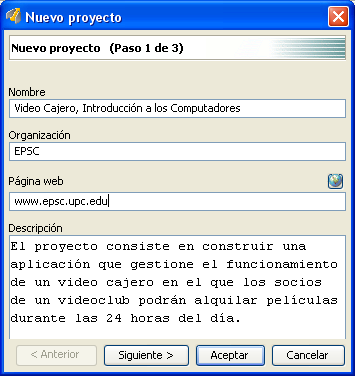 Nuevo proyecto
Nuevo proyecto (Paso 1 de 3)
Nombre
Video Cajero, Introducción a los Computadores
Organización
EPSC
Página web
www.epsc.upc.edu
Descripción
El proyecto consiste en construir una
aplicación que gestione el funcionamiento
de un video cajero en el que los socios
de un videoclub podrán alquilar películas
durante las 24 horas del día.
< Anterior
Siguiente >
Aceptar
Cancelar